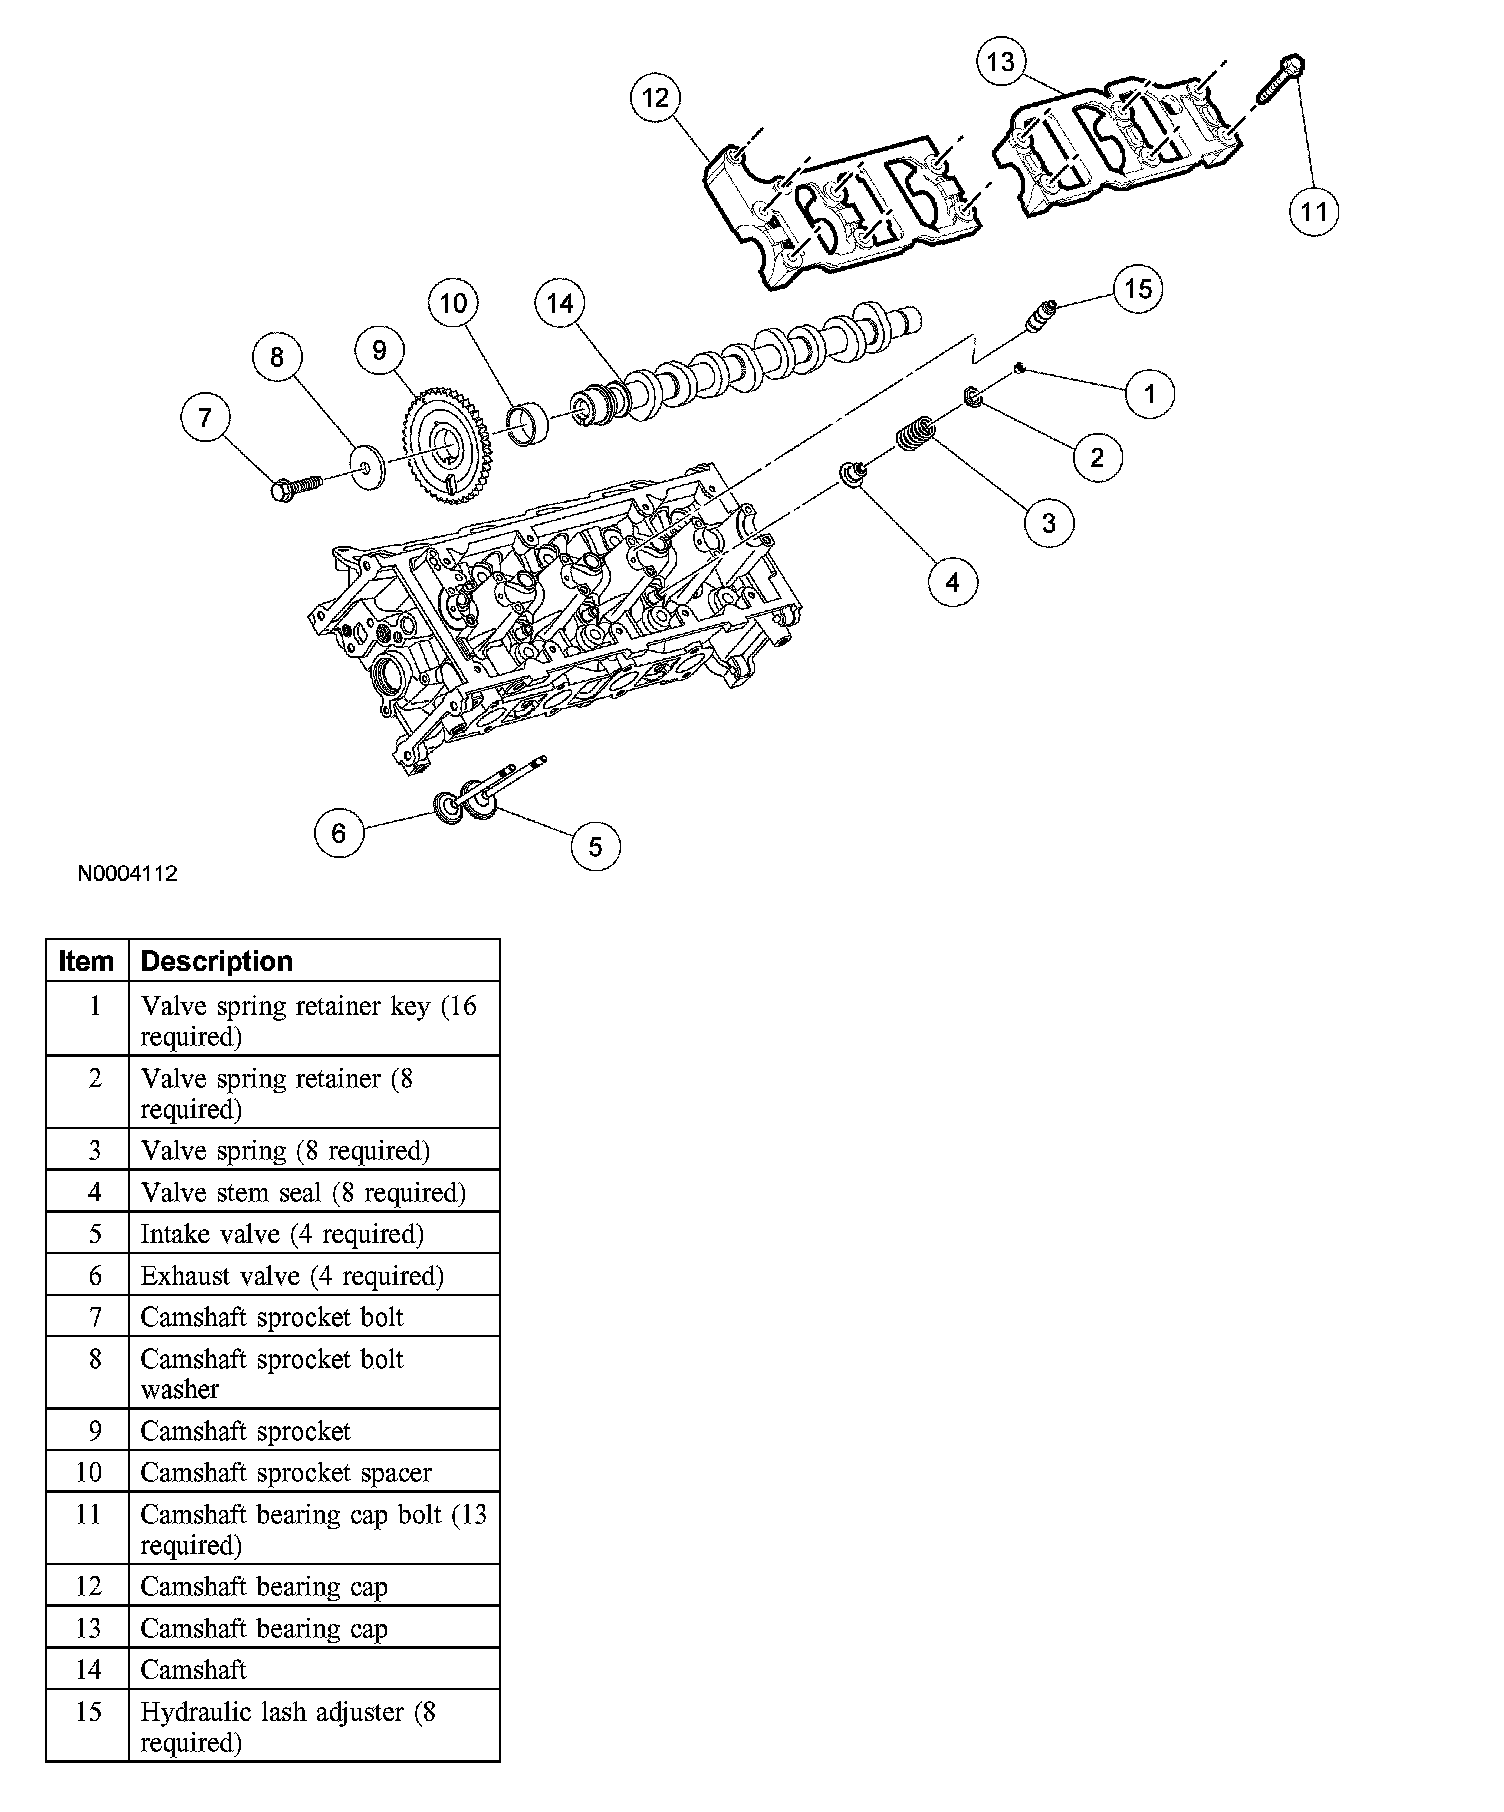 12
13
11
15
10
14
9
8
1
7
2
3
4
6
5
N0004112
Item Description
1 Valve spring retainer key (16
required)
2 Valve spring retainer (8
required)
3 Valve spring (8 required)
4 Valve stem seal (8 required)
5 Intake valve (4 required)
6 Exhaust valve (4 required)
7 Camshaft sprocket bolt
8 Camshaft sprocket bolt
washer
9 Camshaft sprocket
10 Camshaft sprocket spacer
11 Camshaft bearing cap bolt (13
required)
12 Camshaft bearing cap
13 Camshaft bearing cap
14 Camshaft
15 Hydraulic lash adjuster (8
required)